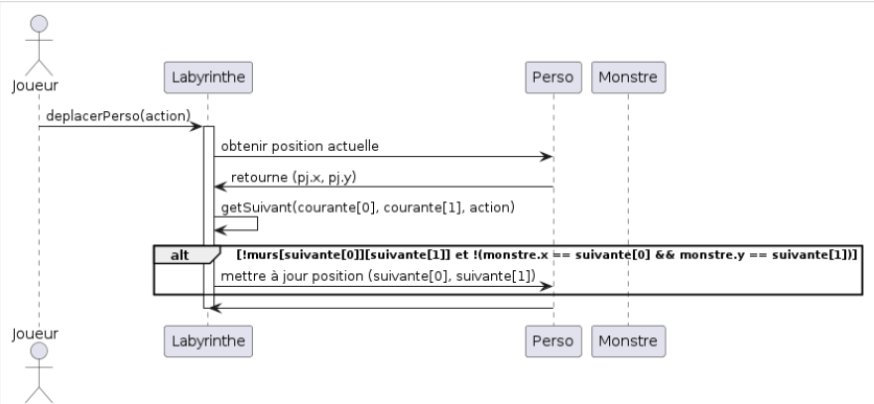 Joueur
Labyrinthe
Perso
Monstre
deplacerPerso(action)
obtenir position actuelle
retourne (pj.x, pj.y)
getSuivant(courante[0], courante[1], action)
alt
[!murs[suivante[0]][suivante[1]] et !(monstre.x == suivante[0] && monstre.y == suivante[1])]
mettre à jour position (suivante[0], suivante[1])
Joueur
Labyrinthe
Perso
Monstre